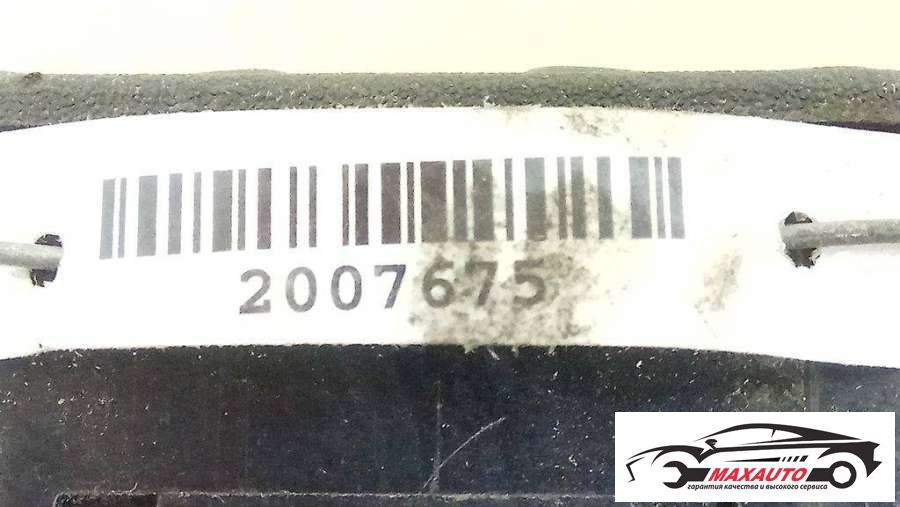 2007675
MAXAUTO
гарантия качества и высокого сервиса